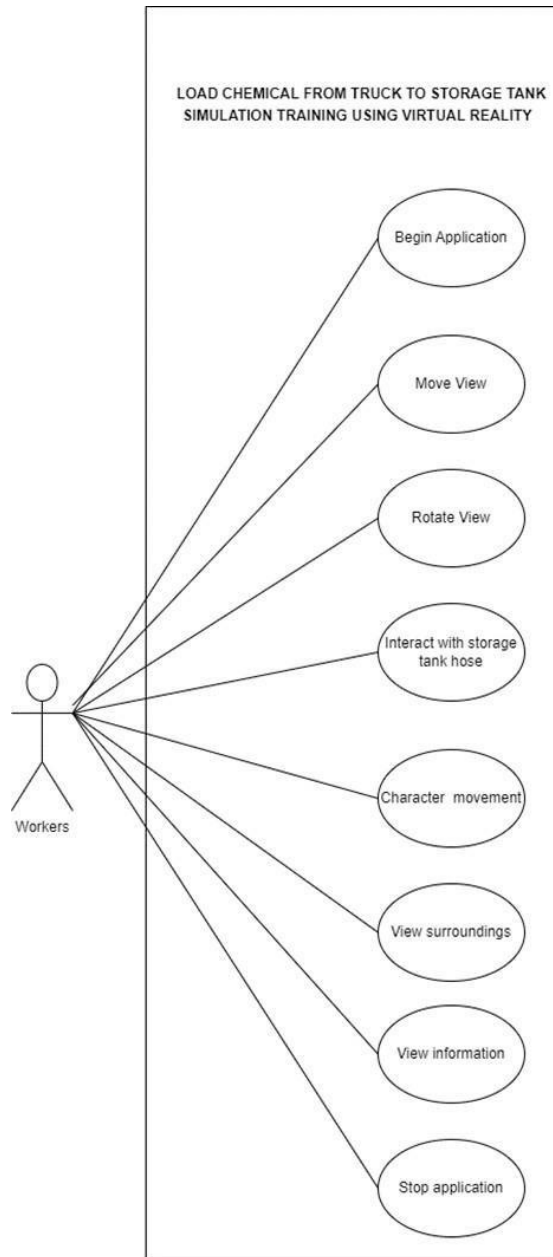 LOAD CHEMICAL FROM TRUCK TO STORAGE TANK
SIMULATION TRAINING USING VIRTUAL REALITY
Begin Application
Move View
Rotate View
Interact with storage
tank hose
Character movement
Workers
View surroundings
View information
Stop application